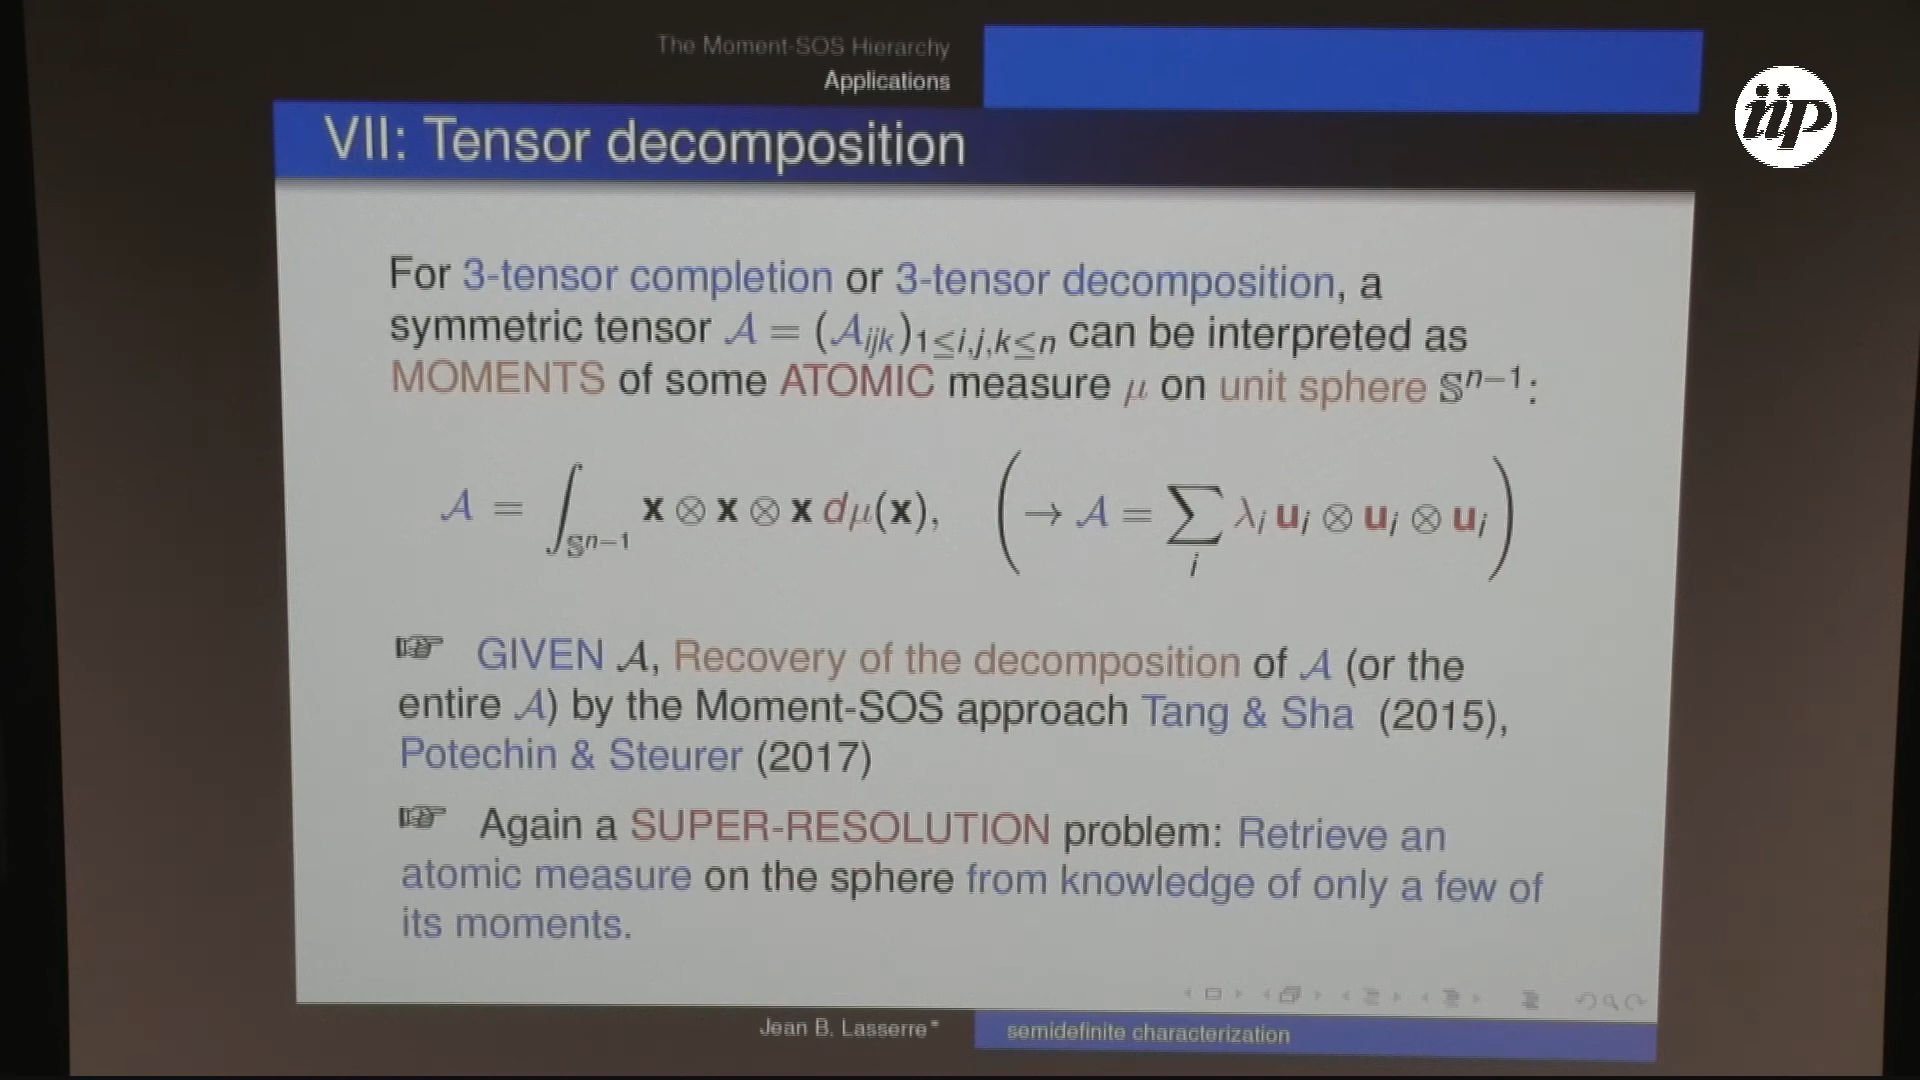 The Moment-SOS Hierarchy
Applications
iip
VII: Tensor decomposition
For 3-tensor completion or 3-tensor decomposition, a
symmetric tensor 𝒜 = (𝒜ijk)1≤i,j,k≤n can be interpreted as
MOMENTS of some ATOMIC measure μ on unit sphere 𝕊ⁿ⁻¹:
𝒜 = ∫𝕊ⁿ⁻¹ x ⊗ x ⊗ x dμ(x), (→ 𝒜 = ∑i λi ui ⊗ ui ⊗ ui)
☞ GIVEN 𝒜, Recovery of the decomposition of 𝒜 (or the
entire 𝒜) by the Moment-SOS approach Tang & Sha (2015),
Potechin & Steurer (2017)
☞ Again a SUPER-RESOLUTION problem: Retrieve an
atomic measure on the sphere from knowledge of only a few of
its moments.
Jean B. Lasserre* semidefinite characterization